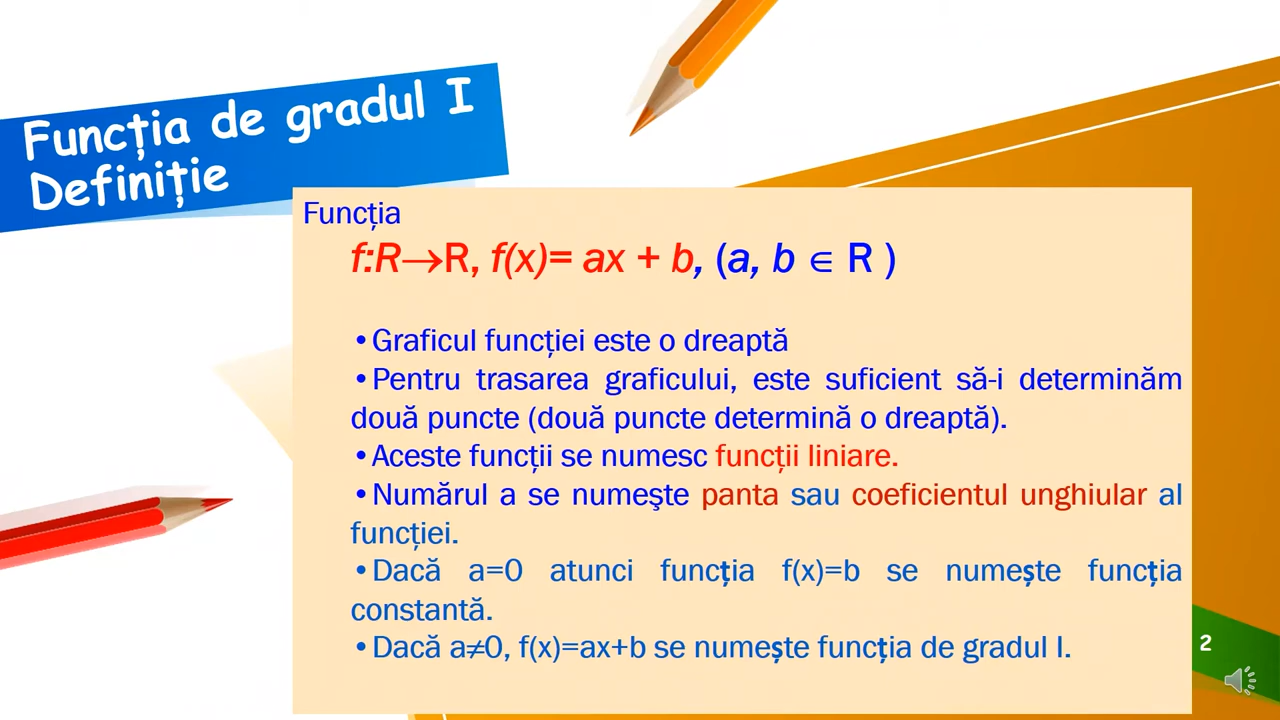 Funcția de gradul I
Definiție
Funcția
f:R→R, f(x)= ax + b, (a, b ∈ R )
•Graficul funcției este o dreaptă
•Pentru trasarea graficului, este suficient să-i determinăm
două puncte (două puncte determină o dreaptă).
•Aceste funcții se numesc funcții liniare.
•Numărul a se numeşte panta sau coeficientul unghiular al
funcției.
•Dacă a=0 atunci funcția f(x)=b se numește funcția
constantă.
•Dacă a≠0, f(x)=ax+b se numește funcția de gradul I.
2